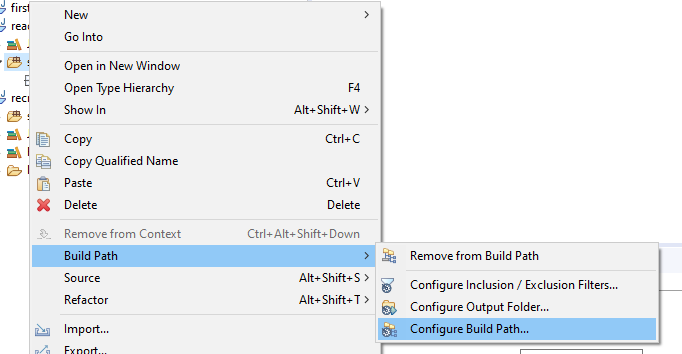 first
New
Go Into
Open in New Window
Open Type Hierarchy F4
Show In Alt+Shift+W
Copy Ctrl+C
Copy Qualified Name
Paste Ctrl+V
Delete Delete
Remove from Context Ctrl+Alt+Shift+Down
Build Path
Source Alt+Shift+S
Refactor Alt+Shift+T
Import...
Export...
Remove from Build Path
Configure Inclusion / Exclusion Filters...
Configure Output Folder...
Configure Build Path...